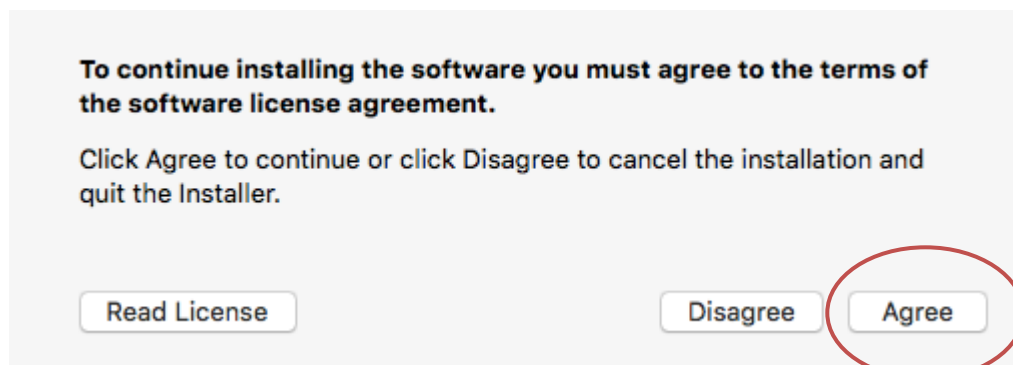 To continue installing the software you must agree to the terms of
the software license agreement.
Click Agree to continue or click Disagree to cancel the installation and
quit the Installer.
Read License
Disagree
Agree